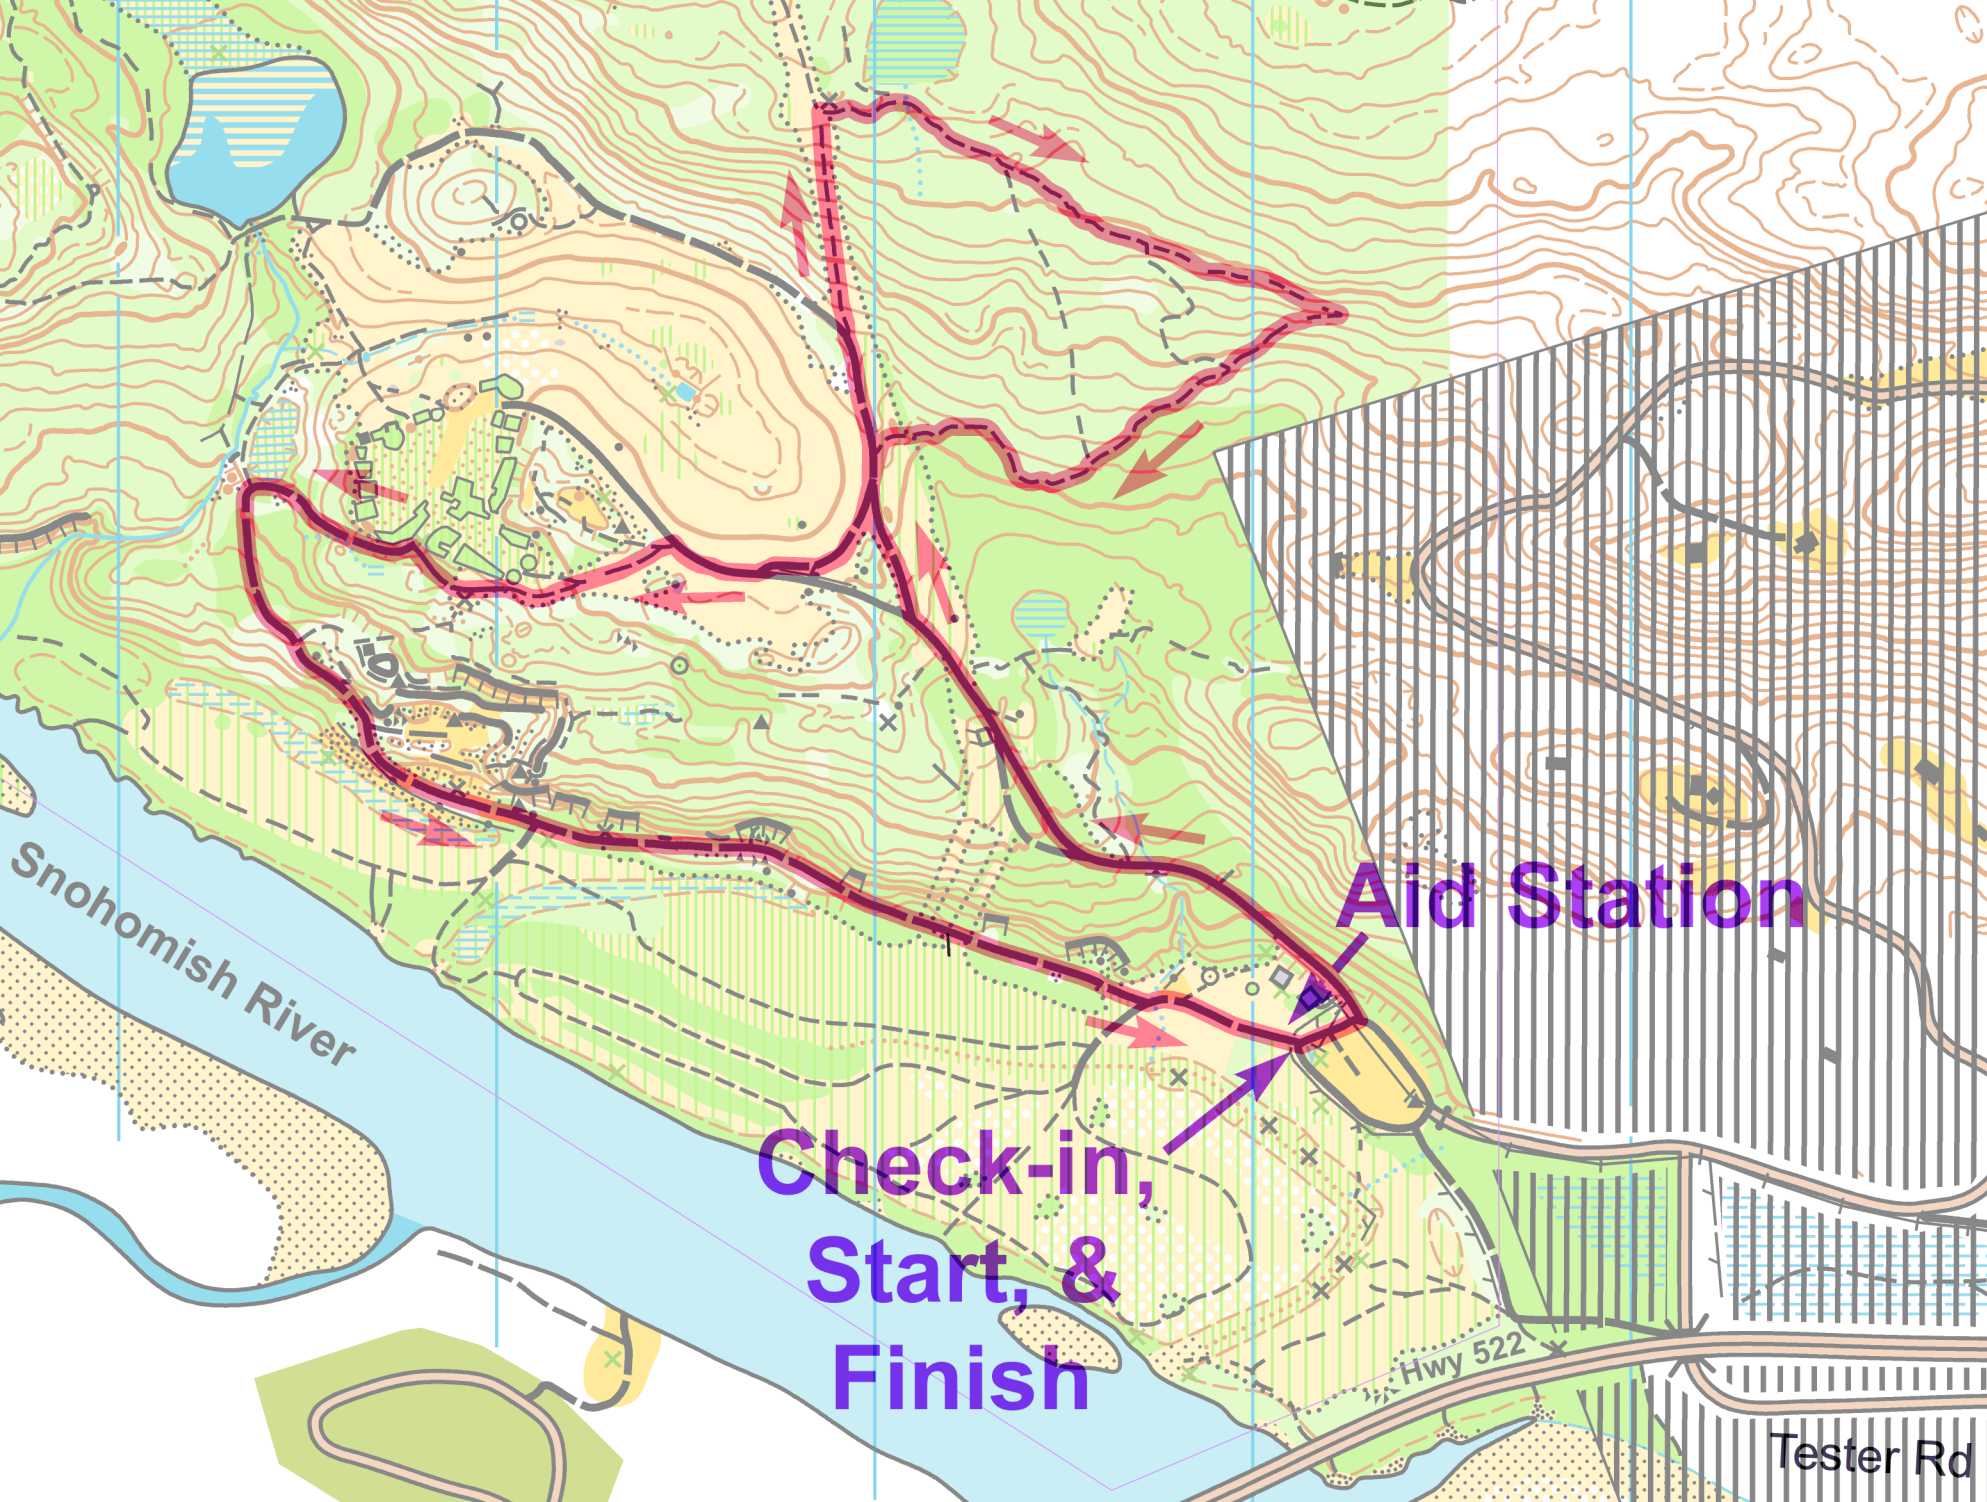 Aid Station
Snohomish River
Check-in,
Start, &
Finish
Hwy 522
Tester Rd